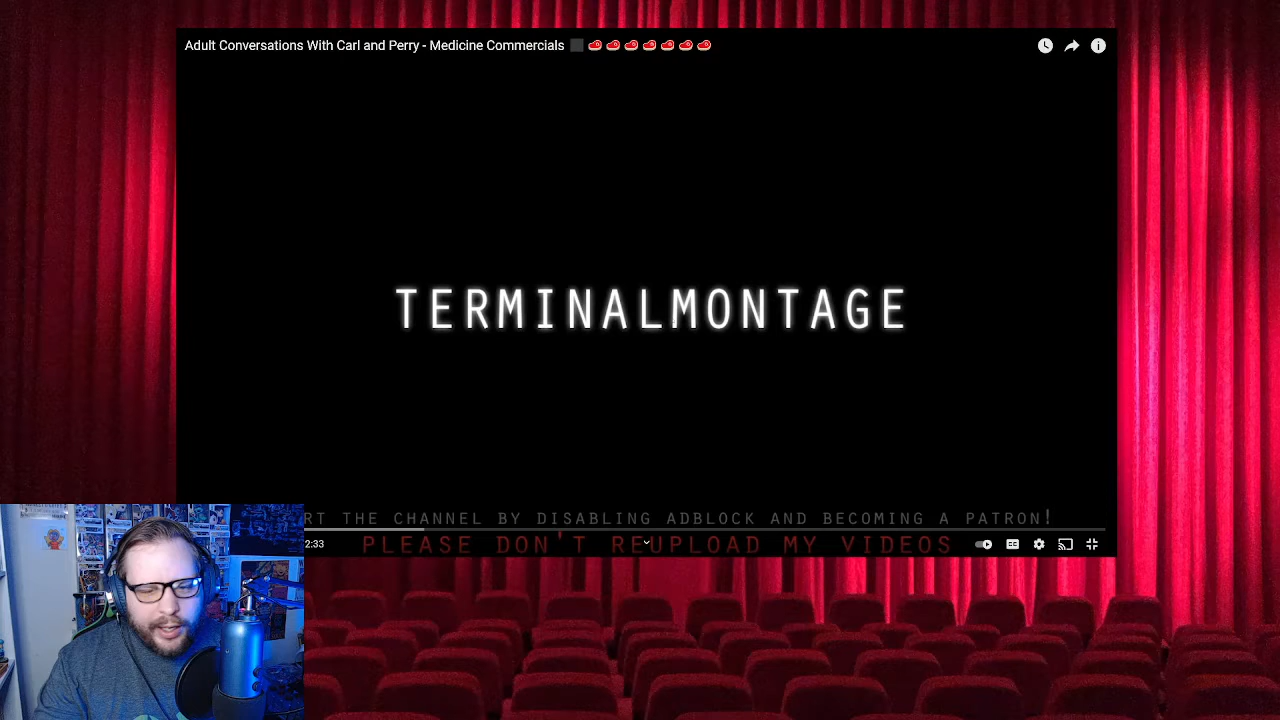 Adult Conversations With Carl and Perry - Medicine Commercials
TERMINALMONTAGE
THE CHANNEL BY DISABLING ADBLOCK AND BECOMING A PATRON!
2:33
PLEASE DON'T REUPLOAD MY VIDEOS
CC